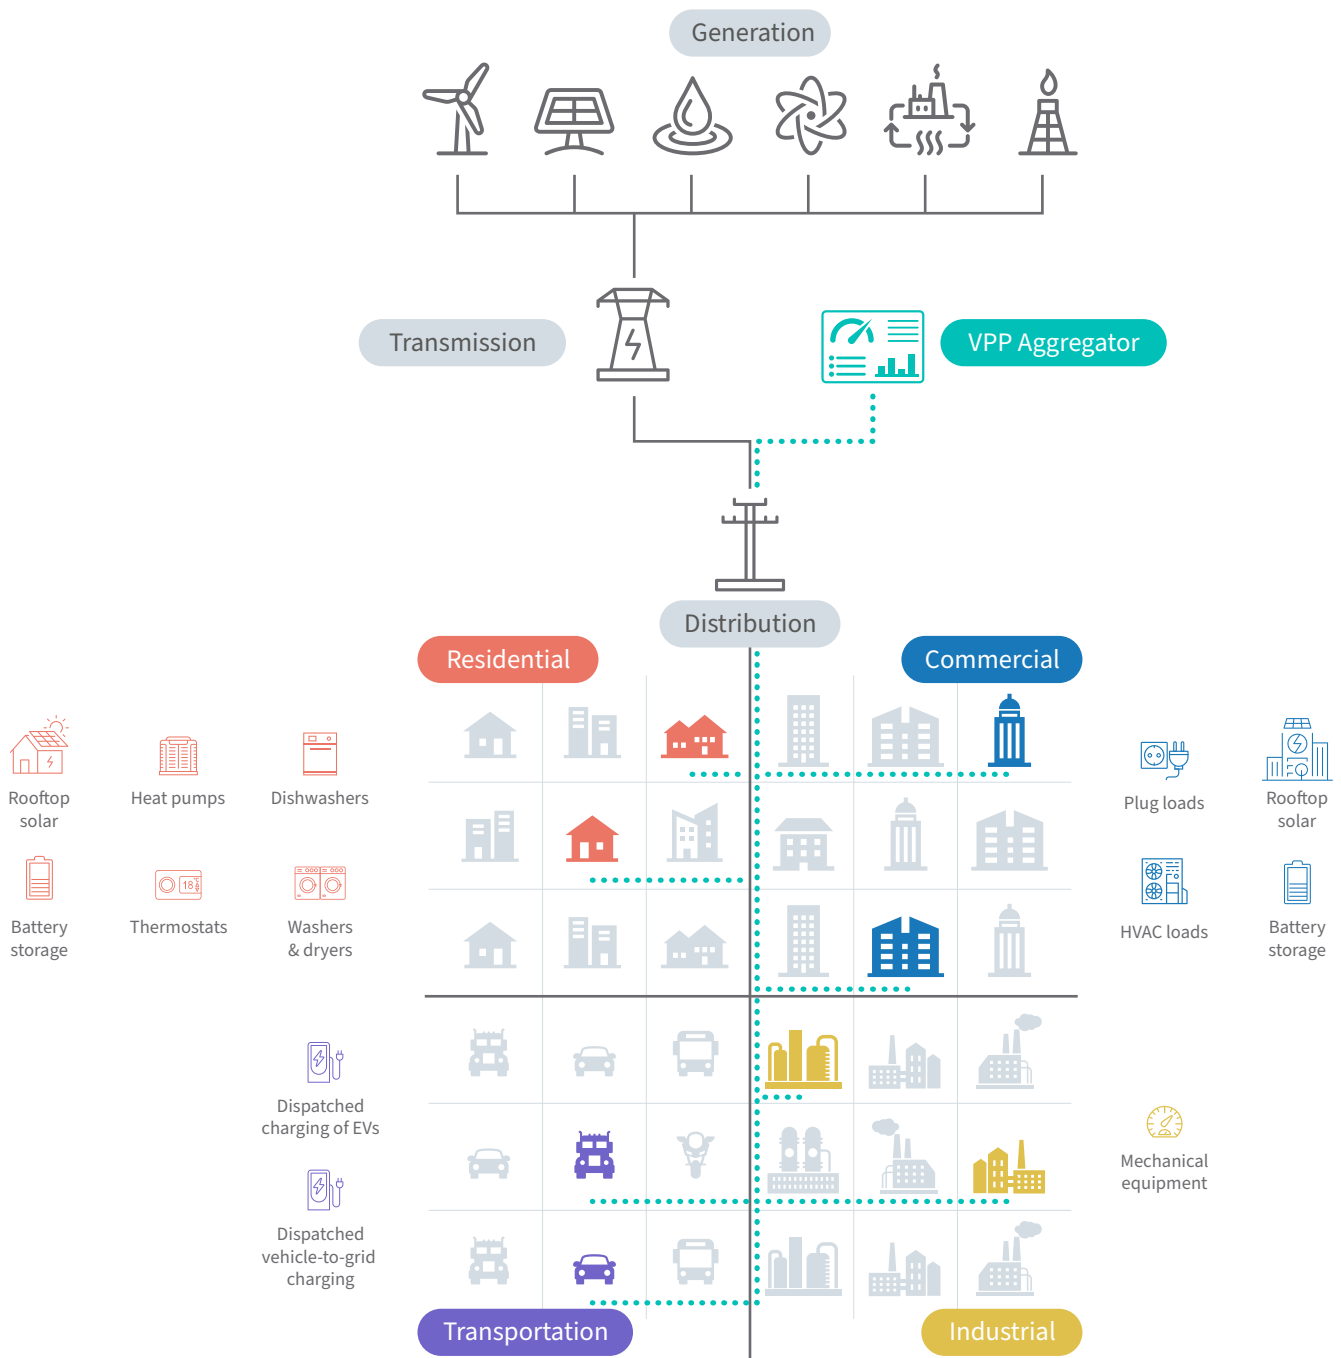 Generation
Transmission
VPP Aggregator
Distribution
Residential
Commercial
Rooftop
solar
Heat pumps
Dishwashers
Battery
storage
18
Thermostats
Washers
& dryers
Plug loads
Rooftop
solar
HVAC loads
Battery
storage
Dispatched
charging of EVs
Dispatched
vehicle-to-grid
charging
Mechanical
equipment
Transportation
Industrial